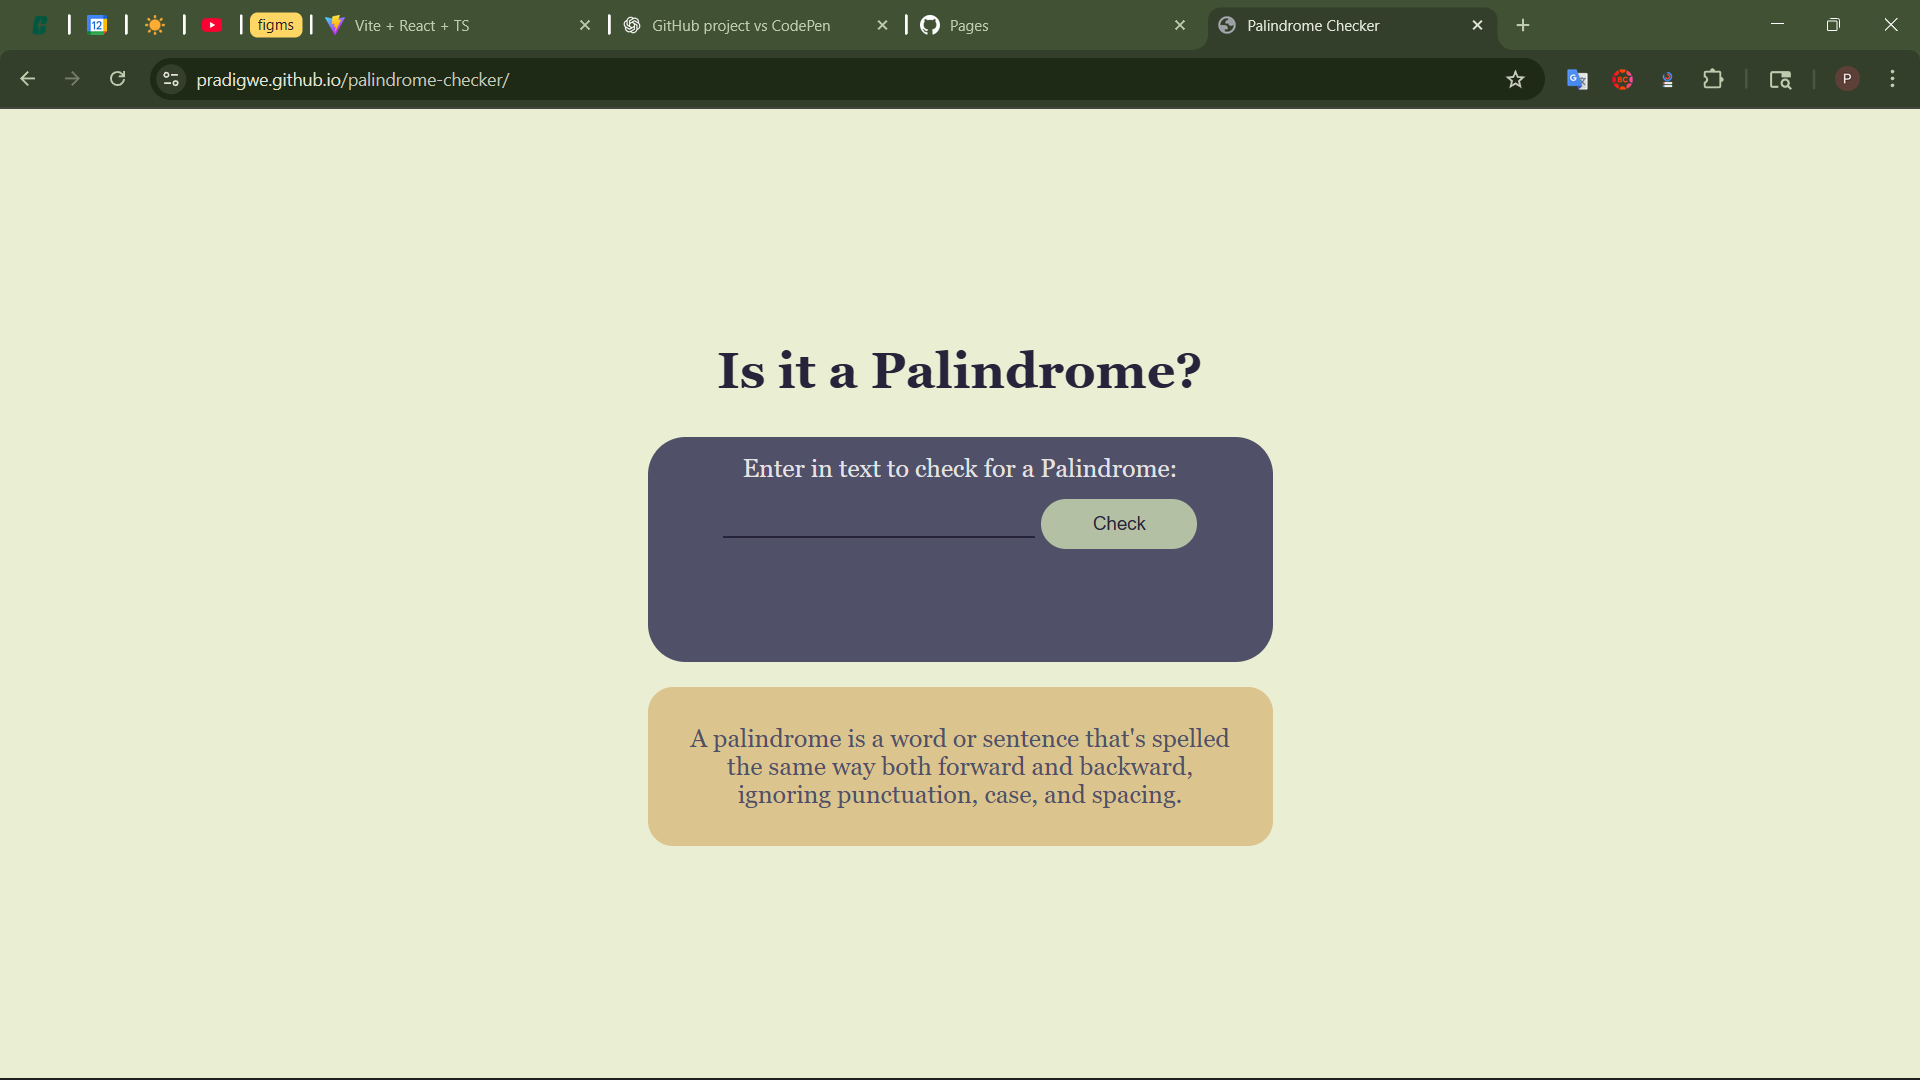 12
figms
Vite + React + TS
GitHub project vs CodePen
Pages
Palindrome Checker
pradigwe.github.io/palindrome-checker/
P
Is it a Palindrome?
Enter in text to check for a Palindrome:
Check
A palindrome is a word or sentence that's spelled
the same way both forward and backward,
ignoring punctuation, case, and spacing.